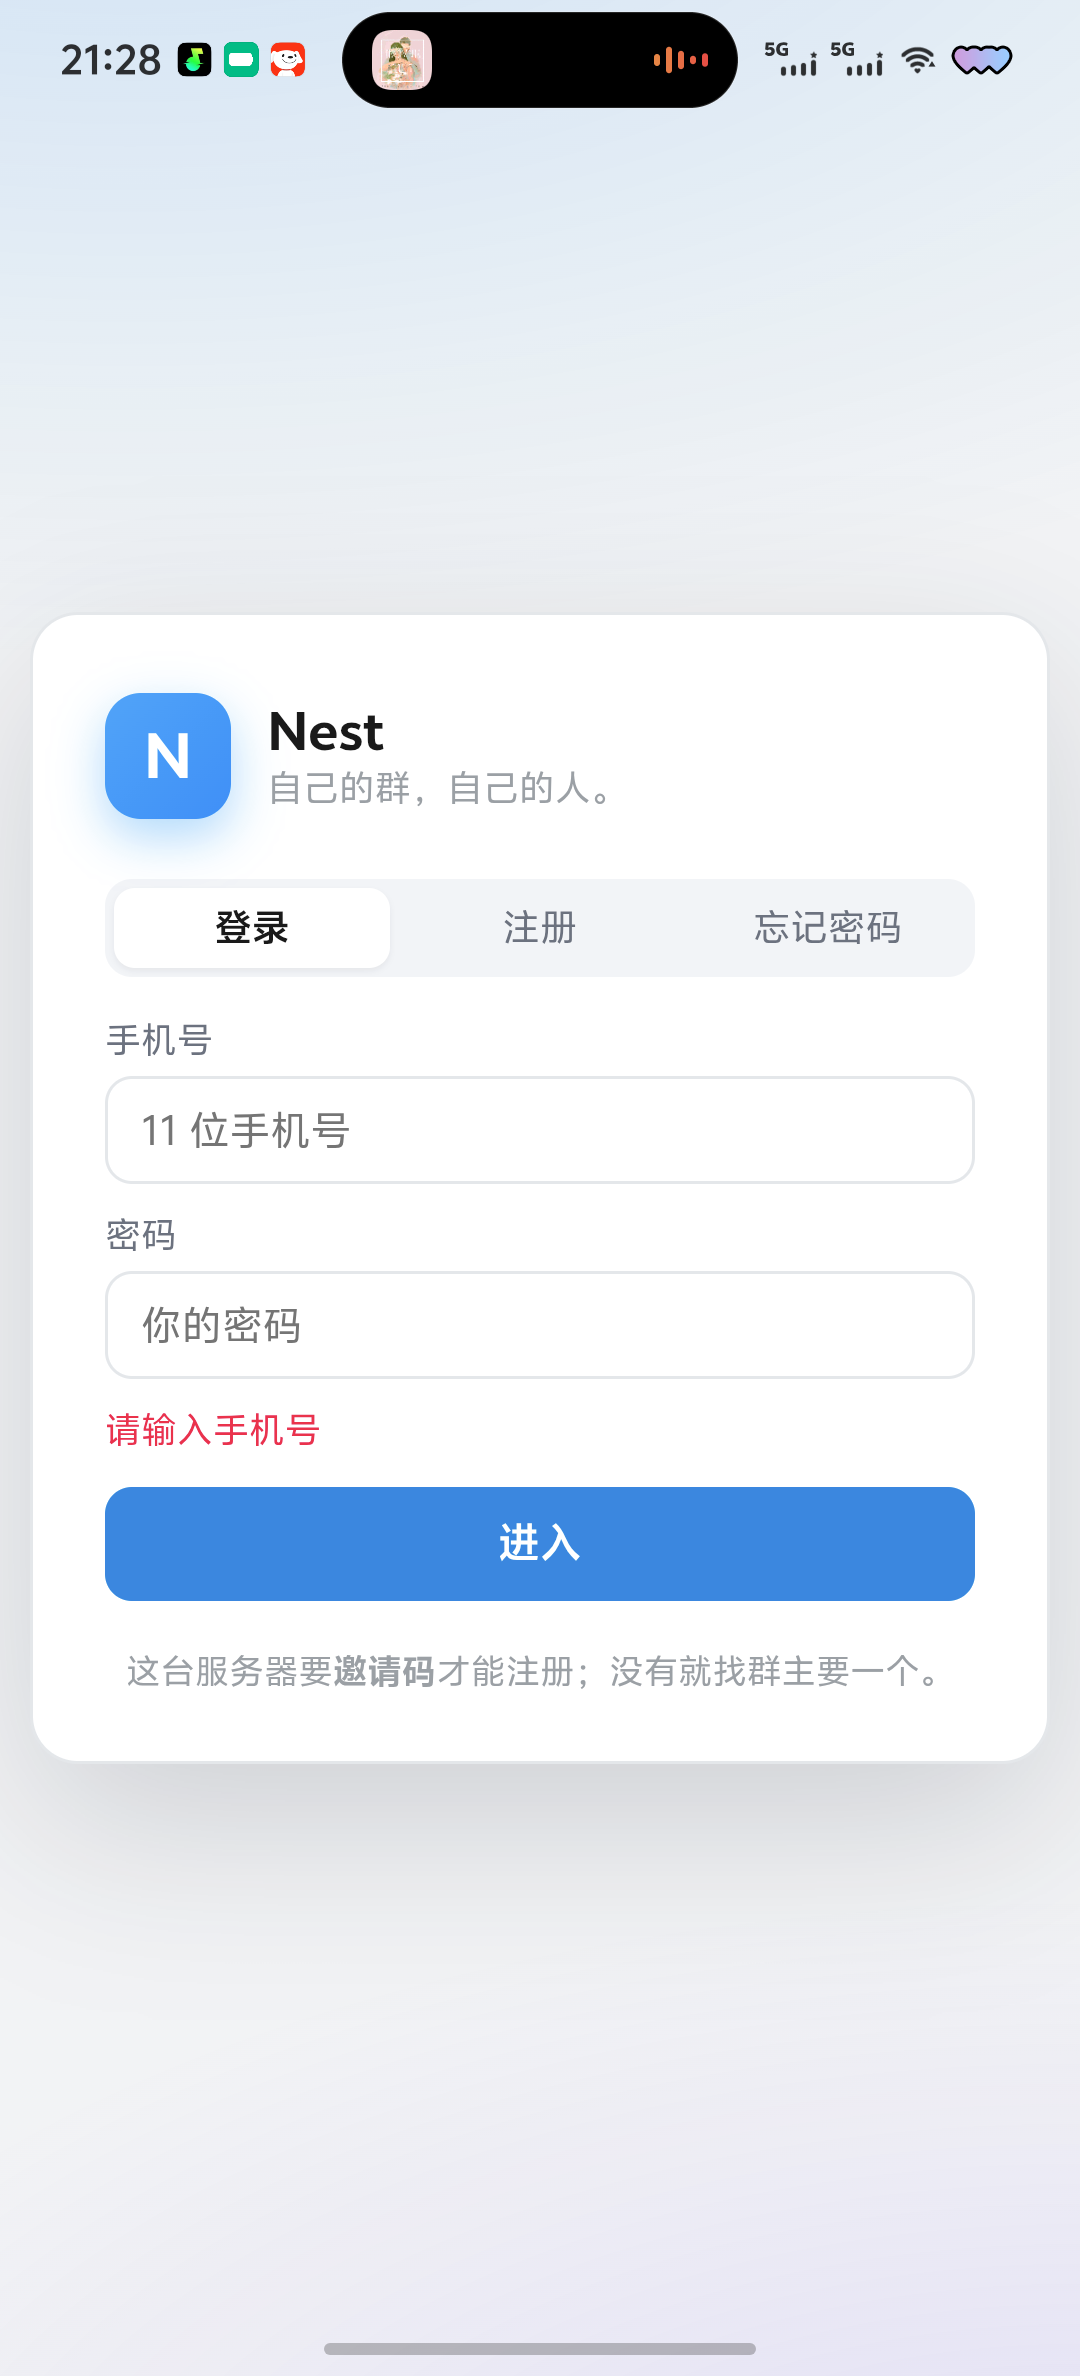 21:28
5G 5G
N
Nest
自己的群，自己的人。
登录 注册 忘记密码
手机号
11 位手机号
密码
你的密码
请输入手机号
进入
这台服务器要邀请码才能注册；没有就找群主要一个。